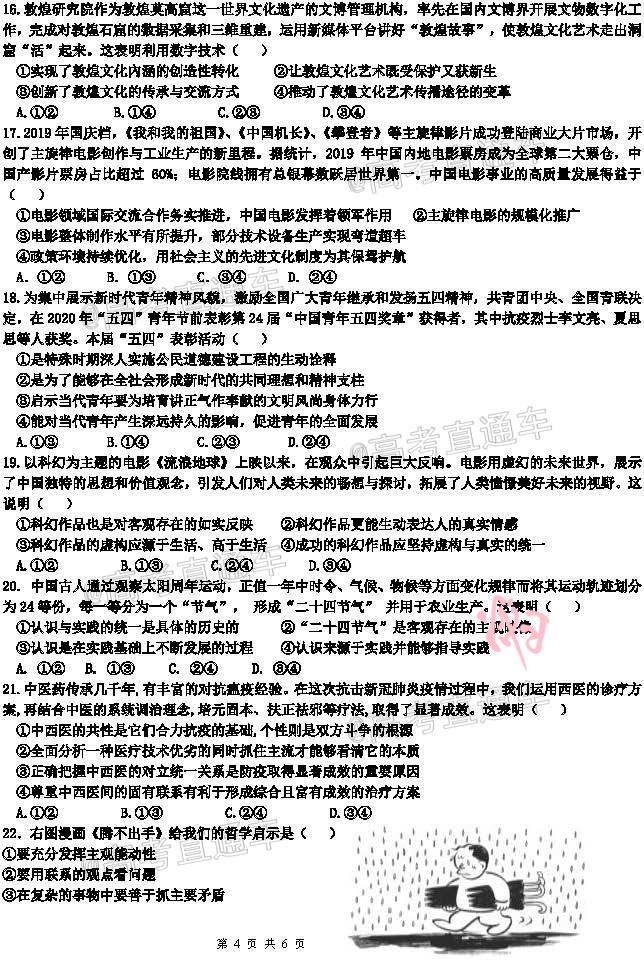 16.敦煌研究院作为敦煌莫高窟这一世界文化遗产的文博管理机构，率先在国内文博界开展文物数字化工
作，完成对敦煌石窟的数据采集和三维重建，运用新媒体平台讲好“敦煌故事”，使敦煌文化艺术走出洞
窟“活”起来。这表明利用数字技术（ ）
①实现了敦煌文化内涵的创造性转化 ②让敦煌文化艺术既受保护又获新生
③创新了敦煌文化的传承与交流方式 ④推动了敦煌文化艺术传播途径的变革
A.①② B.①④ C.②③ D.③④
17.2019年国庆档，《我和我的祖国》、《中国机长》、《攀登者》等主旋律影片成功登陆商业大片市场，开
创了主旋律电影创作与工业生产的新里程。据统计，2019 年中国内地电影票房成为全球第二大票仓，中
国产影片票房占比超过 60%；电影院线拥有总银幕数跃居世界第一。中国电影事业的高质量发展得益于
（ ）
①电影领域国际交流合作务实推进，中国电影发挥着领军作用 ②主旋律电影的规模化推广
③电影整体制作水平有所提升，部分技术设备生产实现弯道超车
④政策环境持续优化，用社会主义的先进文化制度为其保驾护航
A．①② B．①③ C．③④ D．②④
18.为集中展示新时代青年精神风貌，激励全国广大青年继承和发扬五四精神，共青团中央、全国青联决
定，在 2020 年“五四”青年节前表彰第 24 届“中国青年五四奖章”获得者，其中抗疫烈士李文亮、夏思
思等人获奖。本届“五四”表彰活动（ ）
①是特殊时期深入实施公民道德建设工程的生动诠释
②是为了能够在全社会形成新时代的共同理想和精神支柱
③启示当代青年要为培育讲正气作奉献的文明风尚身体力行
④能对当代青年产生深远持久的影响，促进青年的全面发展
A.①③ B.①④ C.②③ D.②④
19.以科幻为主题的电影《流浪地球》上映以来，在观众中引起巨大反响。电影用虚幻的未来世界，展示
了中国独特的思想和价值观念，引发人们对人类未来的畅想与探讨，拓展了人类憧憬美好未来的视野。这
说明（ ）
①科幻作品也是对客观存在的如实反映 ②科幻作品更能生动表达人的真实情感
③科幻作品的虚构应源于生活、高于生活 ④成功的科幻作品应坚持虚构与真实的统一
A.①② B.①③ C.②④ D.③④
20. 中国古人通过观察太阳周年运动，正值一年中时令、气候、物候等方面变化规律而将其运动轨迹划分
为24等份，每一等分为一个“节气”，形成“二十四节气” 并用于农业生产。这表明（ ）
①认识与实践的统一是具体的历史的 ②“二十四节气”是客观存在的主观映像
③认识是在实践基础上不断发展的过程 ④认识来源于实践并能够指导实践
A. ①② B. ①③ C. ②④ D. ③④
21.中医药传承几千年,有丰富的对抗瘟疫经验。在这次抗击新冠肺炎疫情过程中，我们运用西医的诊疗方
案,再结合中医的系统调治理念,培元固本、扶正祛邪等疗法,取得了显著成效。这表明（ ）
①中西医的共性是它们合力抗疫的基础,个性则是双方斗争的根源
②全面分析一种医疗技术优劣的同时抓住主流才能够看清它的本质
③正确把握中西医的对立统一关系是防疫取得显著成效的重要原因
④尊重中西医间的固有联系有利于形成综合且富有成效的治疗方案
A.①② B.①③ C.②④ D.③④
22．右图漫画《腾不出手》给我们的哲学启示是（ ）
①要充分发挥主观能动性
②要用联系的观点看问题
③在复杂的事物中要善于抓主要矛盾
第 4 页 共 6 页
@高考直通车
@高考直通车
@高考直通车
@高考直通车